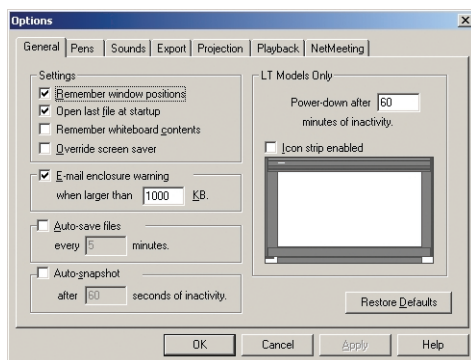 Options
General
Pens
Sounds
Export
Projection
Playback
NetMeeting
Settings
Remember window positions
Open last file at startup
Remember whiteboard contents
Override screen saver
E-mail enclosure warning
when larger than 1000 KB.
Auto-save files
every 5 minutes.
Auto-snapshot
after 60 seconds of inactivity.
LT Models Only
Power-down after 60
minutes of inactivity.
Icon strip enabled
Restore Defaults
OK
Cancel
Apply
Help